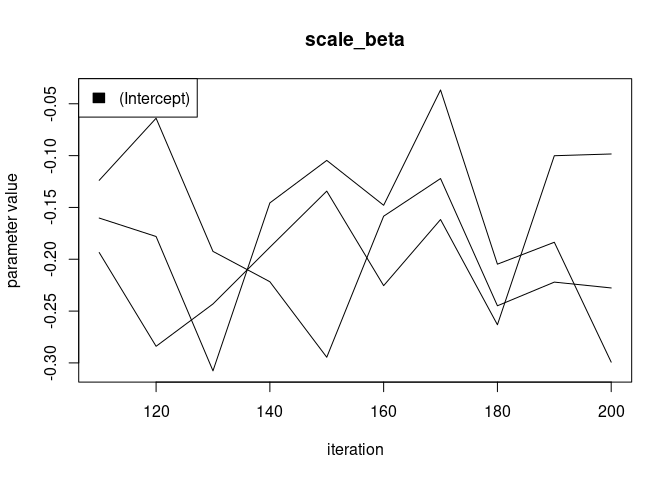 scale_beta
(Intercept)
parameter value
-0.05
-0.10
-0.15
-0.20
-0.25
-0.30
120 140 160 180 200
iteration